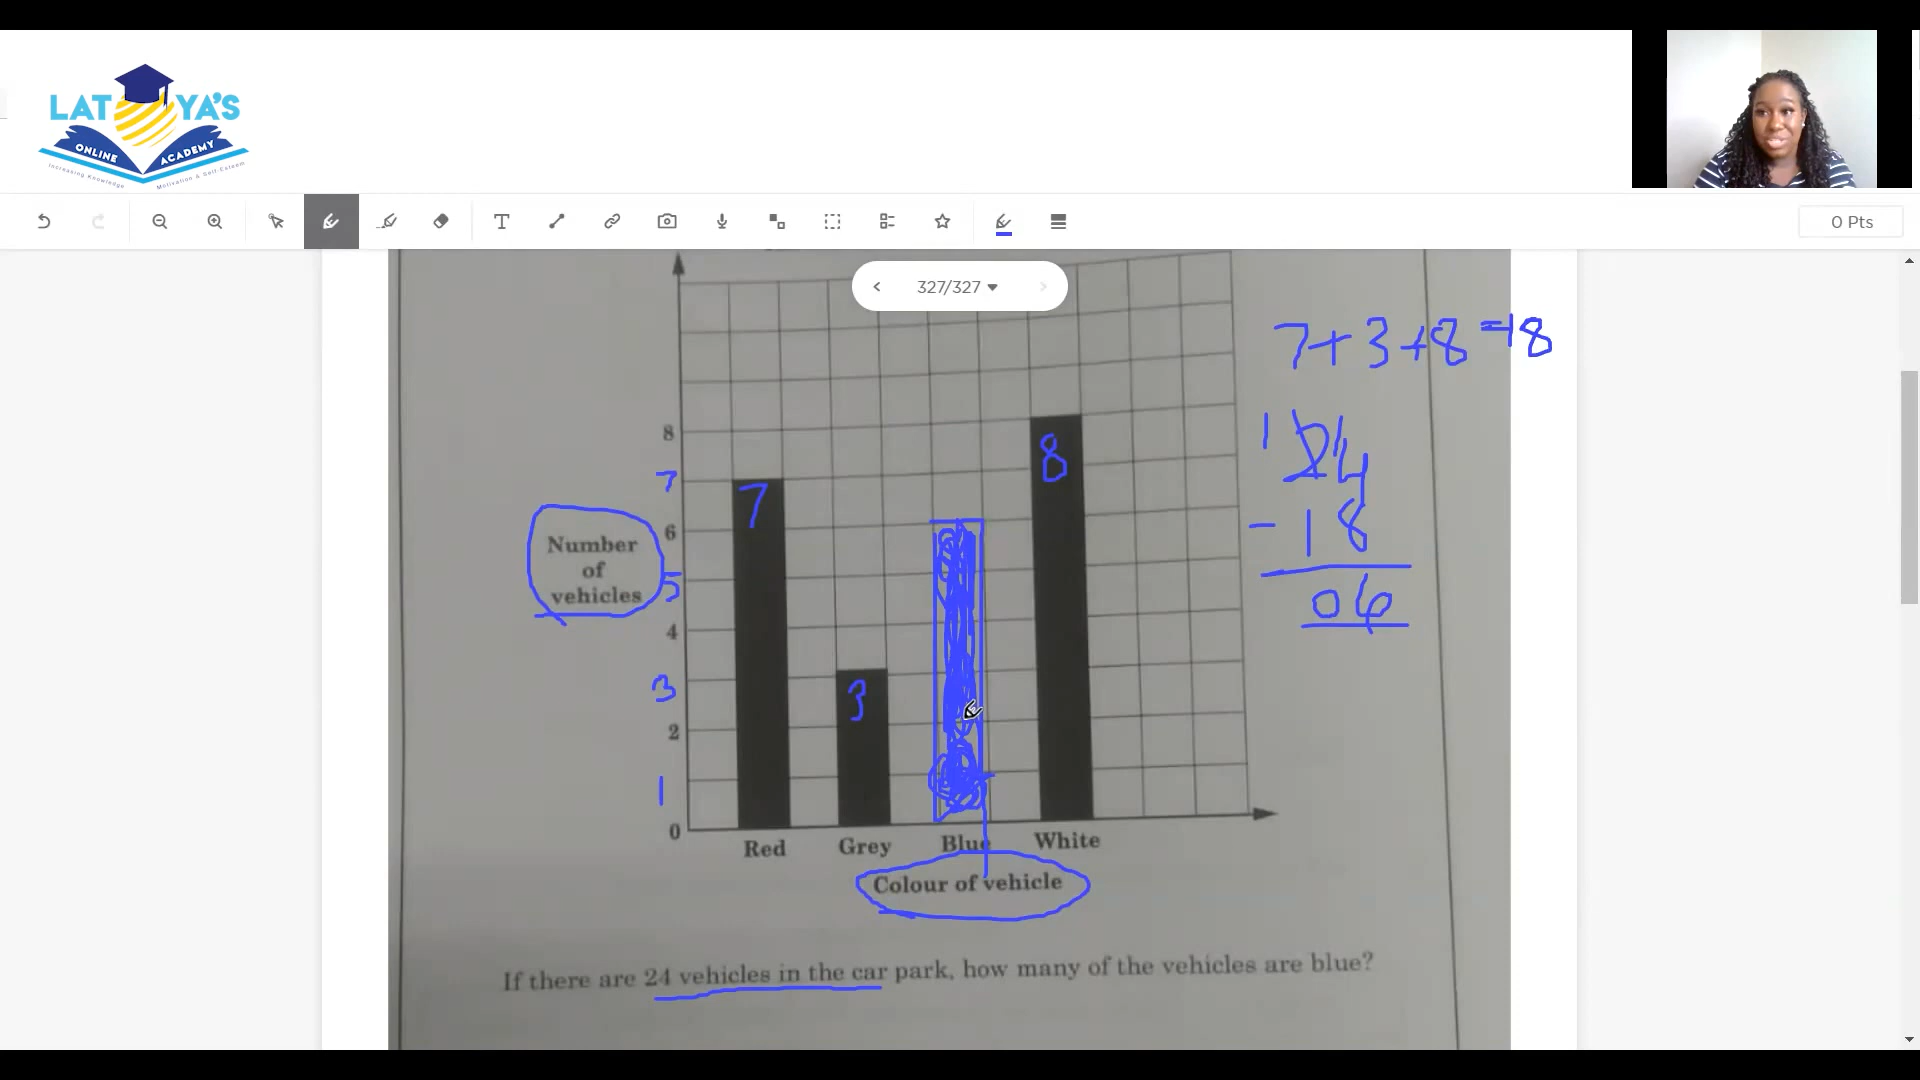 LATOYA'S
ONLINE ACADEMY
Increasing Knowledge Motivation & Self-Esteem
0 Pts
327/327
7+3+8=18
8
8
7
7
1 24
- 18
06
6
Number
of
vehicles
5
4
3
3
2
1
0
Red Grey Blue White
Colour of vehicle
If there are 24 vehicles in the car park, how many of the vehicles are blue?